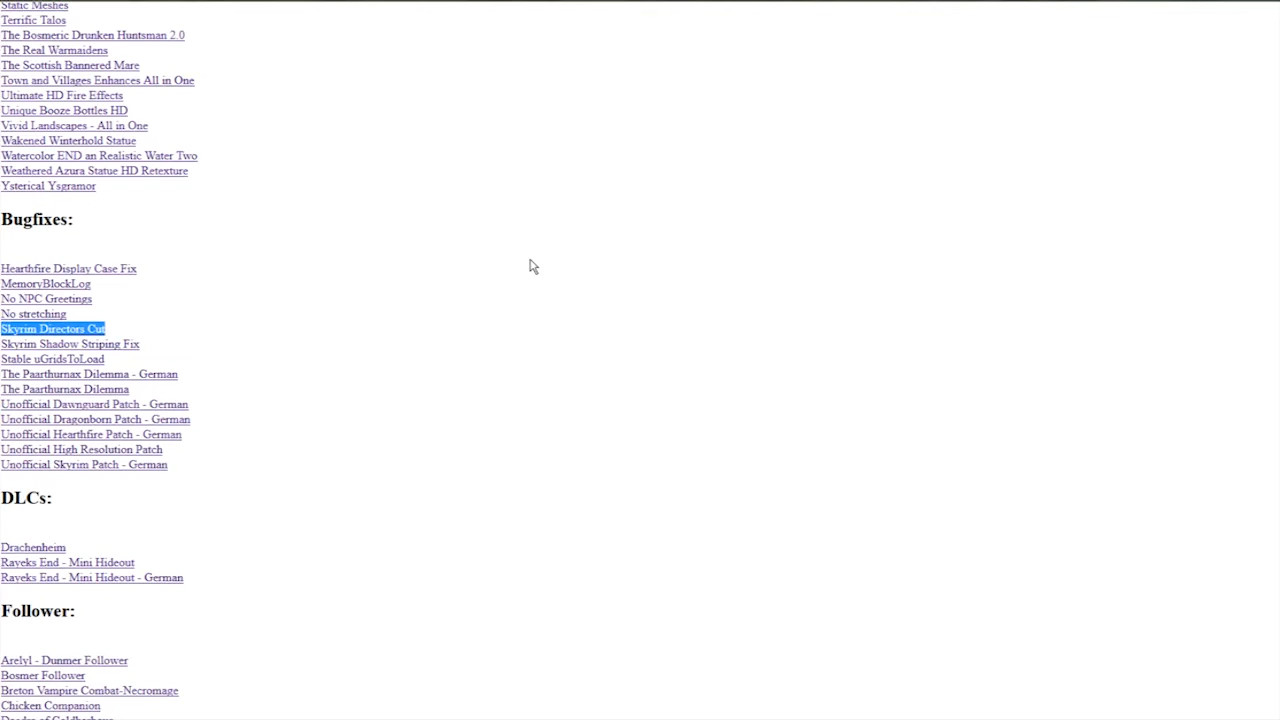 Static Meshes
Terrific Talos
The Bosmeric Drunken Huntsman 2.0
The Real Warmaidens
The Scottish Bannered Mare
Town and Villages Enhances All in One
Ultimate HD Fire Effects
Unique Booze Bottles HD
Vivid Landscapes - All in One
Wakened Winterhold Statue
Watercolor END an Realistic Water Two
Weathered Azura Statue HD Retexture
Ysterical Ysgramor
Bugfixes:
Hearthfire Display Case Fix
MemoryBlockLog
No NPC Greetings
No stretching
Skyrim Directors Cut
Skyrim Shadow Striping Fix
Stable uGridsToLoad
The Paarthurnax Dilemma - German
The Paarthurnax Dilemma
Unofficial Dawnguard Patch - German
Unofficial Dragonborn Patch - German
Unofficial Hearthfire Patch - German
Unofficial High Resolution Patch
Unofficial Skyrim Patch - German
DLCs:
Drachenheim
Rayeks End - Mini Hideout
Rayeks End - Mini Hideout - German
Follower:
Arelyl - Dunmer Follower
Bosmer Follower
Breton Vampire Combat-Necromage
Chicken Companion